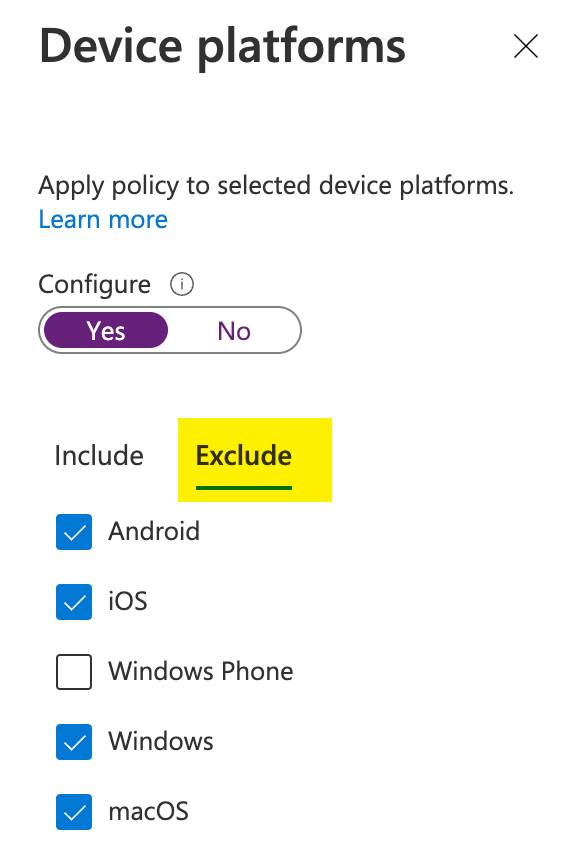 Device platforms
Apply policy to selected device platforms.
Learn more
Configure
Yes No
Include Exclude
Android
iOS
Windows Phone
Windows
macOS